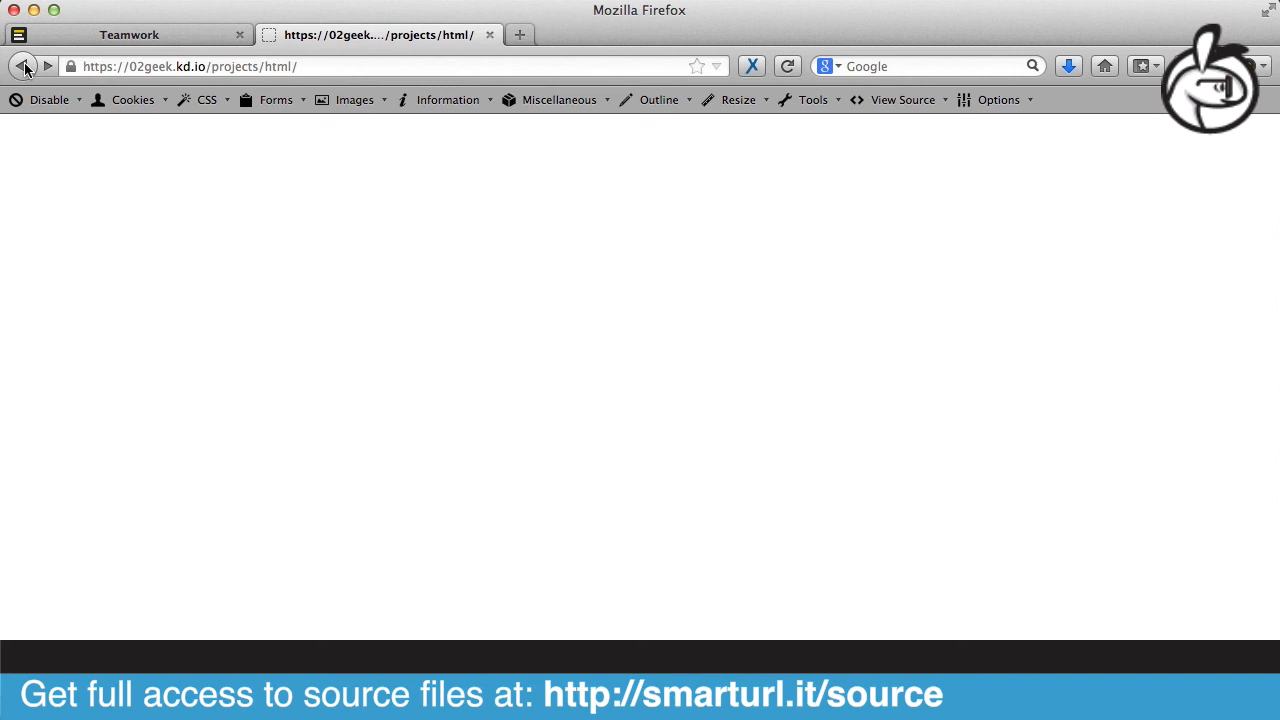 Mozilla Firefox
Teamwork
https://02geek.…/projects/html/
https://02geek.kd.io/projects/html/
Google
Disable Cookies CSS Forms Images Information Miscellaneous Outline Resize Tools View Source Options
Get full access to source files at: http://smarturl.it/source